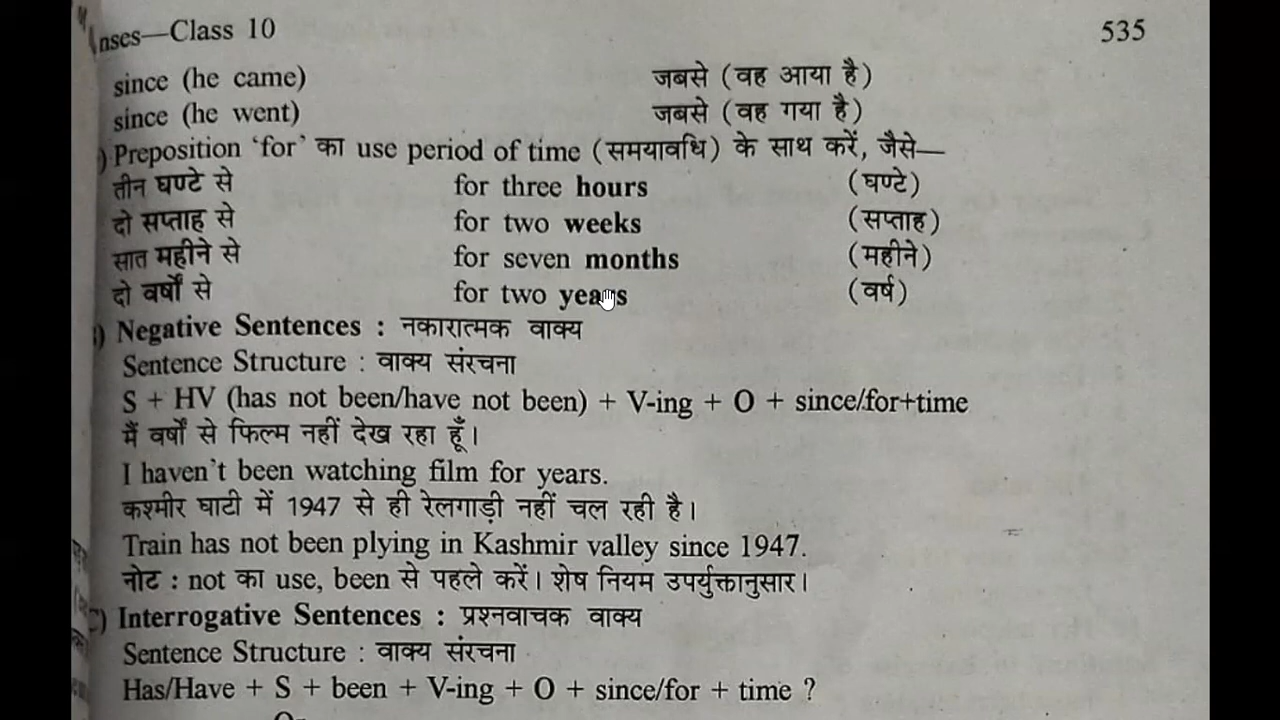 nses—Class 10 535
since (he came) जबसे (वह आया है)
since (he went) जबसे (वह गया है)
) Preposition ‘for’ का use period of time (समयावधि) के साथ करें, जैसे—
तीन घण्टे से for three hours (घण्टे)
दो सप्ताह से for two weeks (सप्ताह)
सात महीने से for seven months (महीने)
दो वर्षों से for two years (वर्ष)
) Negative Sentences : नकारात्मक वाक्य
Sentence Structure : वाक्य संरचना
S + HV (has not been/have not been) + V-ing + O + since/for+time
मैं वर्षों से फिल्म नहीं देख रहा हूँ।
I haven’t been watching film for years.
कश्मीर घाटी में 1947 से ही रेलगाड़ी नहीं चल रही है।
Train has not been plying in Kashmir valley since 1947.
नोट : not का use, been से पहले करें। शेष नियम उपर्युक्तानुसार।
C) Interrogative Sentences : प्रश्नवाचक वाक्य
Sentence Structure : वाक्य संरचना
Has/Have + S + been + V-ing + O + since/for + time ?